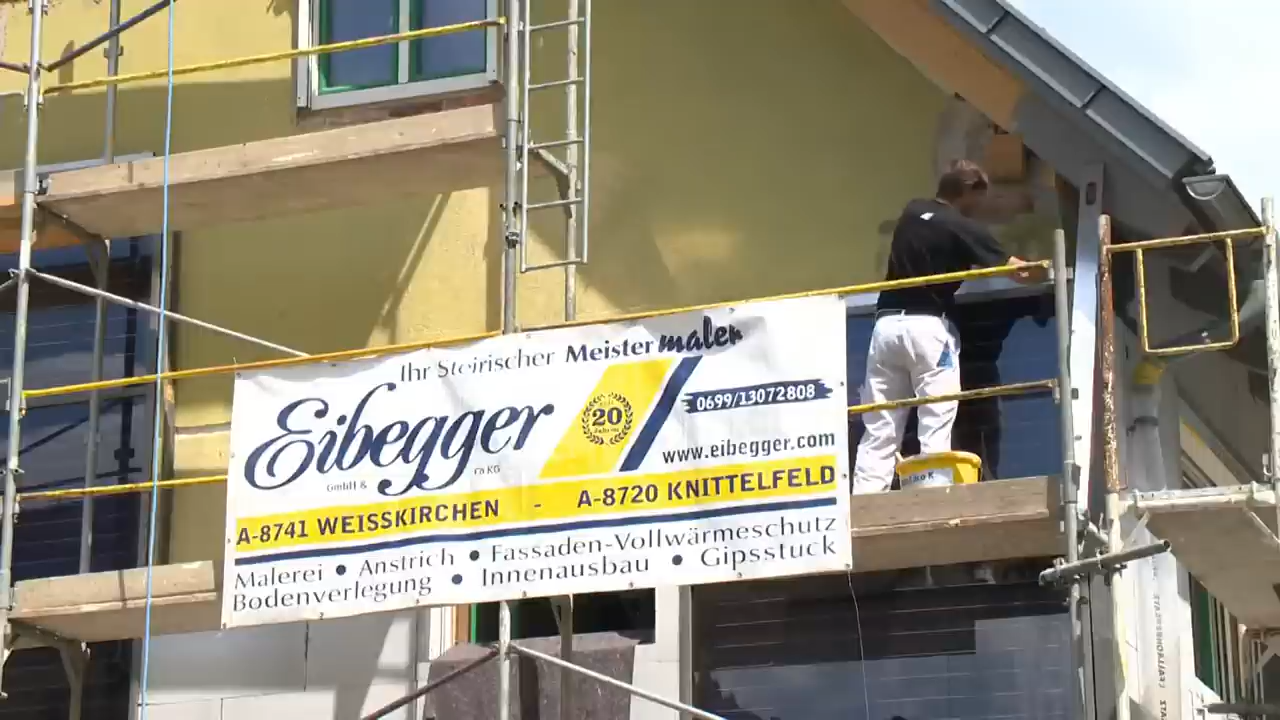 Ihr Steirischer Meistermaler
Eibegger
GmbH & Co KG
20
0699/13072808
www.eibegger.com
A-8741 WEISSKIRCHEN - A-8720 KNITTELFELD
Malerei • Anstrich • Fassaden-Vollwärmeschutz
Bodenverlegung • Innenausbau • Gipsstuck